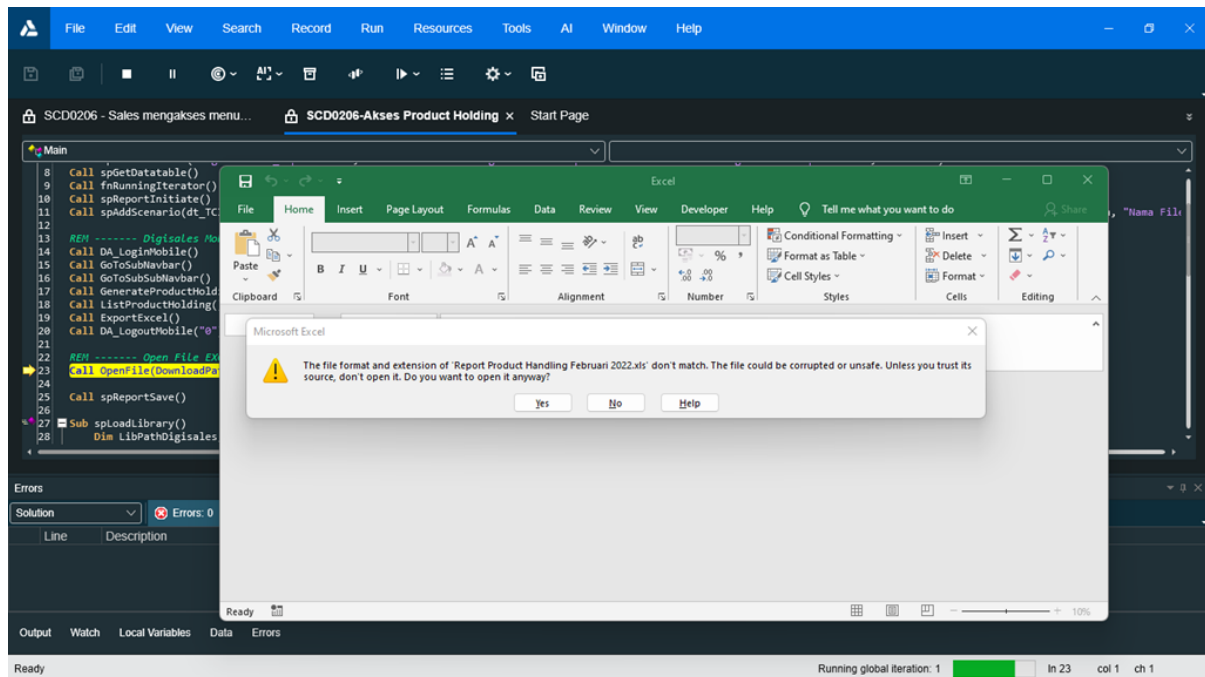 File Edit View Search Record Run Resources Tools AI Window Help
SCD0206 - Sales mengakses menu... SCD0206-Akses Product Holding Start Page
Main
8 Call spGetDatatable()
9 Call fnRunningIterator()
10 Call spReportInitiate()
11 Call spAddScenario(dt_TC
, "Nama File
12
13 REM ------- Digisales Mo
14 Call DA_LoginMobile()
15 Call GoToSubNavbar()
16 Call GoToSubSubNavbar()
17 Call GenerateProductHold
18 Call ListProductHolding(
19 Call ExportExcel()
20 Call DA_LogoutMobile("0"
21
22 REM ------- Open File EX
23 Call OpenFile(DownloadPa
24
25 Call spReportSave()
26
27 Sub spLoadLibrary()
28 Dim LibPathDigisales
Excel
File Home Insert Page Layout Formulas Data Review View Developer Help Tell me what you want to do Share
Paste
B I U
A A
ab
%
Conditional Formatting
Format as Table
Cell Styles
Insert
Delete
Format
Clipboard Font Alignment Number Styles Cells Editing
Microsoft Excel
The file format and extension of 'Report Product Handling Februari 2022.xls' don't match. The file could be corrupted or unsafe. Unless you trust its
source, don't open it. Do you want to open it anyway?
Yes No Help
Ready 10%
Errors
Solution Errors: 0
Line Description
Output Watch Local Variables Data Errors
Ready Running global iteration: 1 ln 23 col 1 ch 1